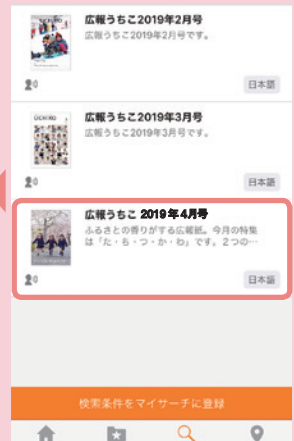 広報うちこ2019年2月号
広報うちこ2019年2月号です。
日本語
広報うちこ2019年3月号
広報うちこ2019年3月号です。
日本語
広報うちこ 2019年4月号
ふるさとの香りがする広報紙。今月の特集
は「た・ち・つ・か・わ」です。2つの…
日本語
検索条件をマイサーチに登録